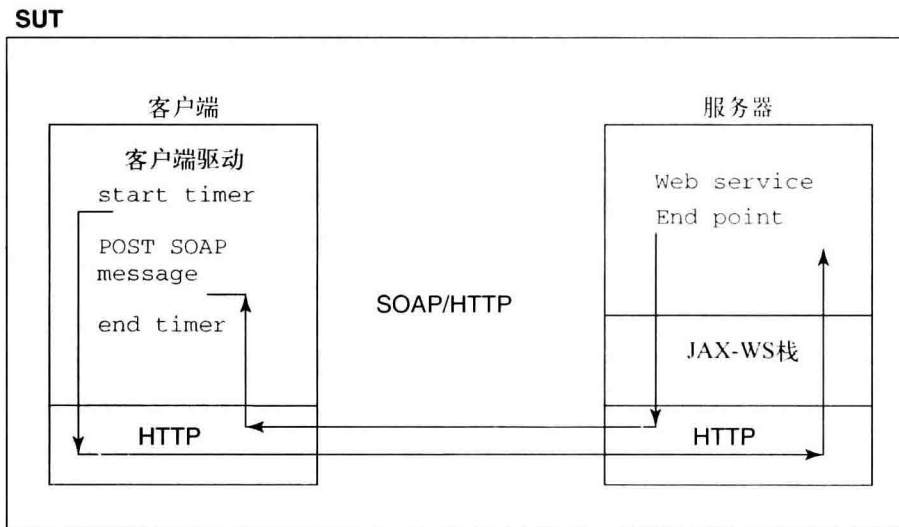 SUT
客户端
客户端驱动
start timer
POST SOAP
message
end timer
HTTP
SOAP/HTTP
服务器
Web service
End point
JAX-WS栈
HTTP